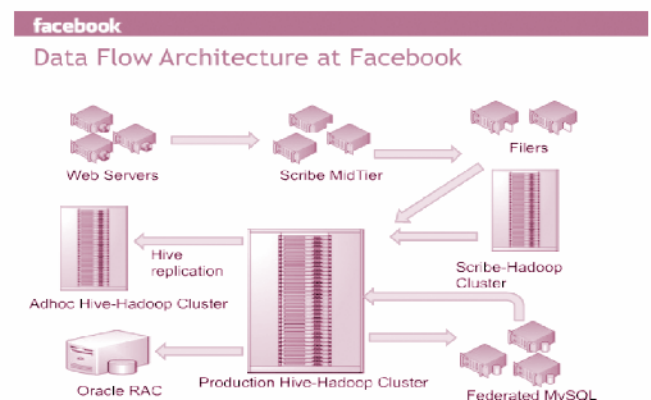 facebook
Data Flow Architecture at Facebook
Web Servers
Scribe MidTier
Filers
Hive
replication
Scribe-Hadoop
Cluster
Adhoc Hive-Hadoop Cluster
Oracle RAC
Production Hive-Hadoop Cluster
Federated MySQL